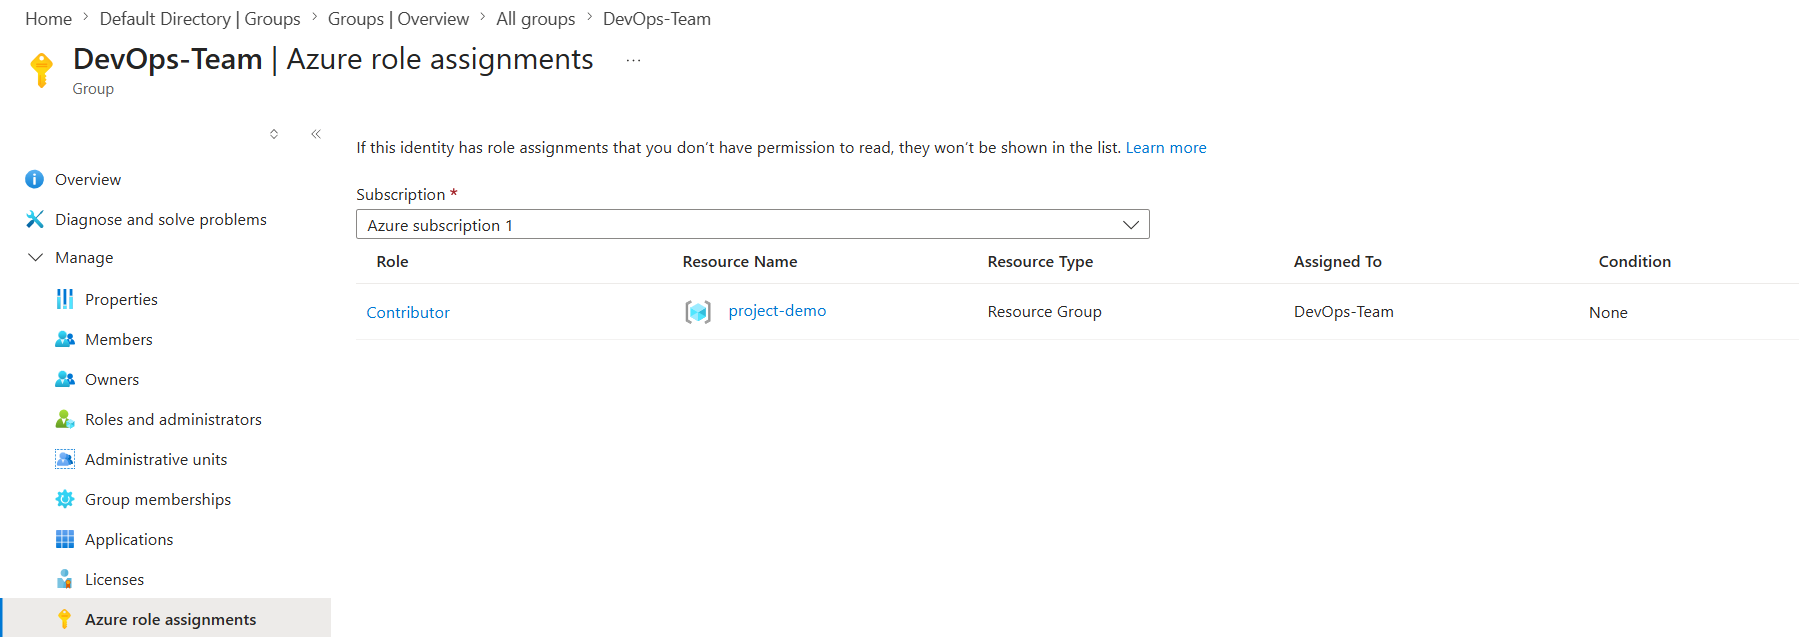 Home > Default Directory | Groups > Groups | Overview > All groups > DevOps-Team
DevOps-Team | Azure role assignments ...
Group
If this identity has role assignments that you don't have permission to read, they won't be shown in the list. Learn more
Subscription *
Azure subscription 1
Role Resource Name Resource Type Assigned To Condition
Contributor project-demo Resource Group DevOps-Team None
Overview
Diagnose and solve problems
Manage
Properties
Members
Owners
Roles and administrators
Administrative units
Group memberships
Applications
Licenses
Azure role assignments